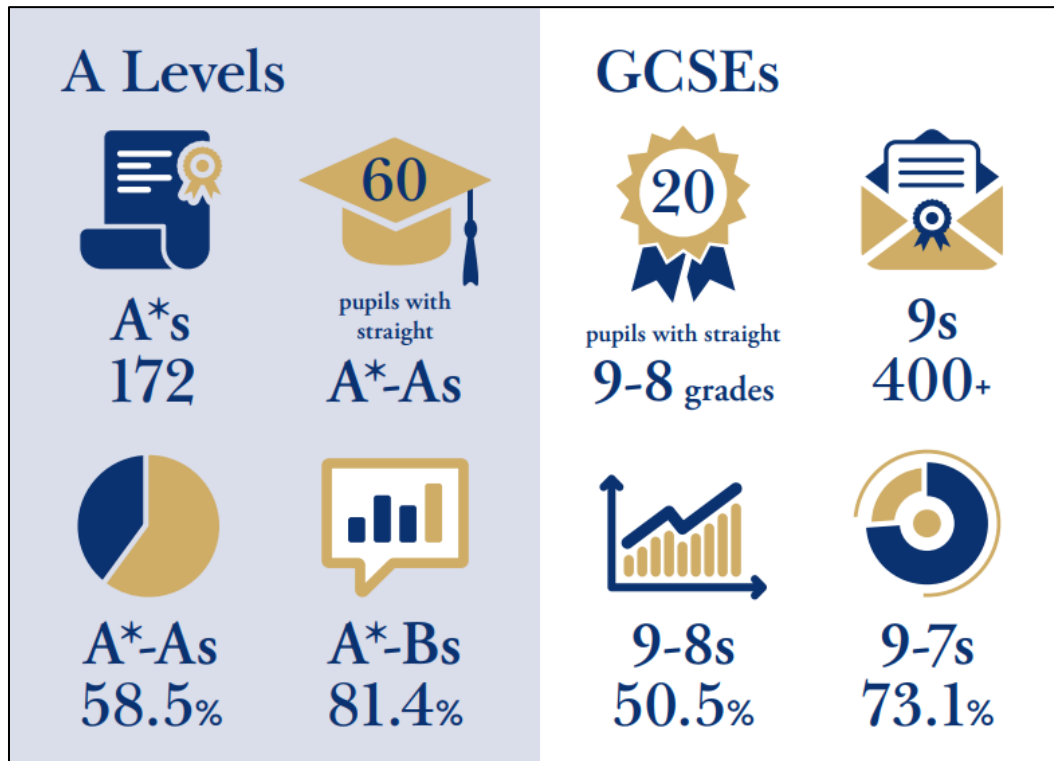 A Levels
60
A*s
172
pupils with
straight
A*-As
A*-As
58.5%
A*-Bs
81.4%
GCSEs
20
pupils with straight
9-8 grades
9s
400+
9-8s
50.5%
9-7s
73.1%